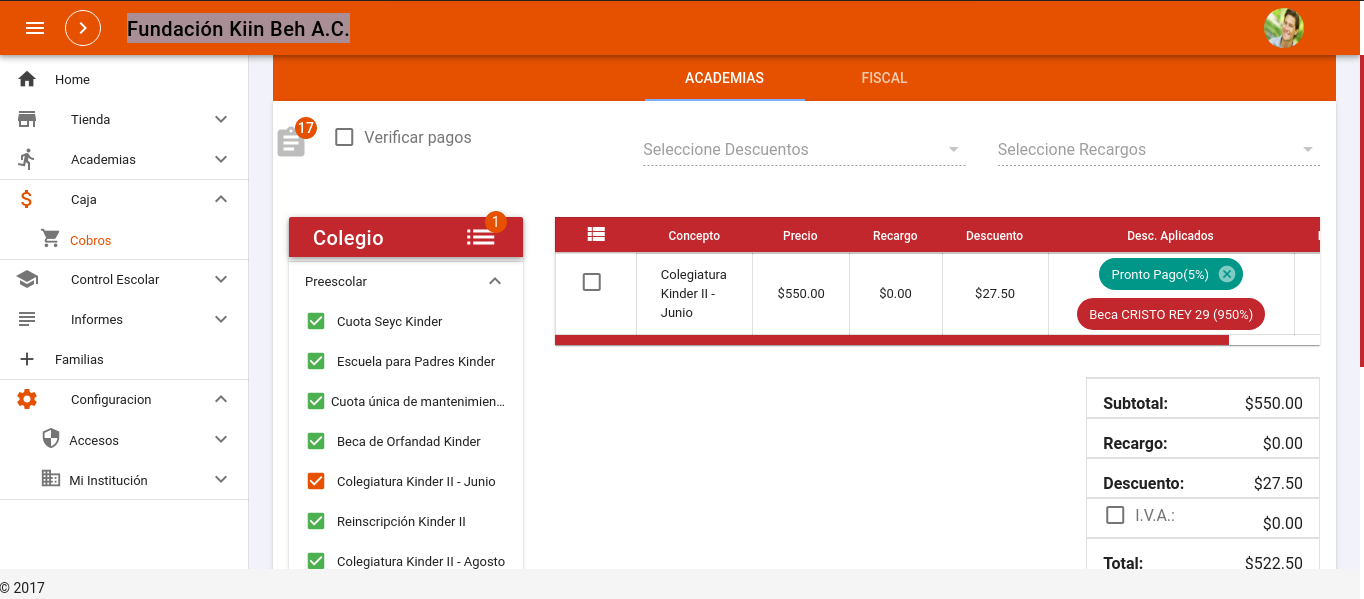 Fundación Kiin Beh A.C.
Home
Tienda
Academias
Caja
Cobros
Control Escolar
Informes
Familias
Configuracion
Accesos
Mi Institución
ACADEMIAS FISCAL
17
Verificar pagos
Seleccione Descuentos
Seleccione Recargos
Colegio
1
Preescolar
Cuota Seyc Kinder
Escuela para Padres Kinder
Cuota única de mantenimien...
Beca de Orfandad Kinder
Colegiatura Kinder II - Junio
Reinscripción Kinder II
Colegiatura Kinder II - Agosto
Concepto Precio Recargo Descuento Desc. Aplicados
Colegiatura
Kinder II -
Junio
$550.00 $0.00 $27.50
Pronto Pago(5%)
Beca CRISTO REY 29 (950%)
Subtotal: $550.00
Recargo: $0.00
Descuento: $27.50
I.V.A.: $0.00
Total: $522.50
© 2017